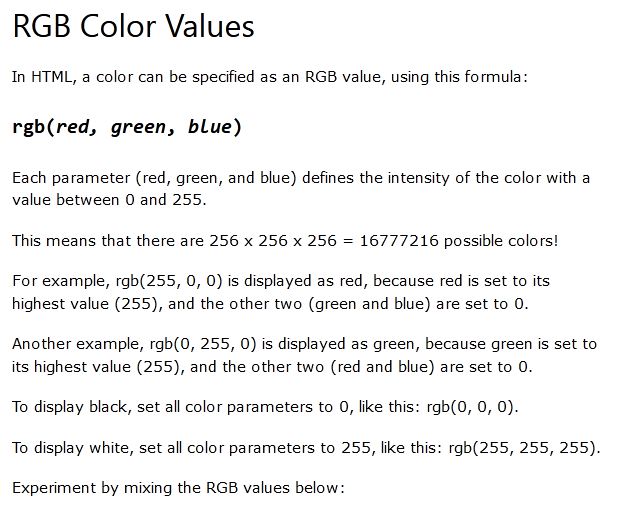 RGB Color Values
In HTML, a color can be specified as an RGB value, using this formula:
rgb(red, green, blue)
Each parameter (red, green, and blue) defines the intensity of the color with a
value between 0 and 255.
This means that there are 256 x 256 x 256 = 16777216 possible colors!
For example, rgb(255, 0, 0) is displayed as red, because red is set to its
highest value (255), and the other two (green and blue) are set to 0.
Another example, rgb(0, 255, 0) is displayed as green, because green is set to
its highest value (255), and the other two (red and blue) are set to 0.
To display black, set all color parameters to 0, like this: rgb(0, 0, 0).
To display white, set all color parameters to 255, like this: rgb(255, 255, 255).
Experiment by mixing the RGB values below: